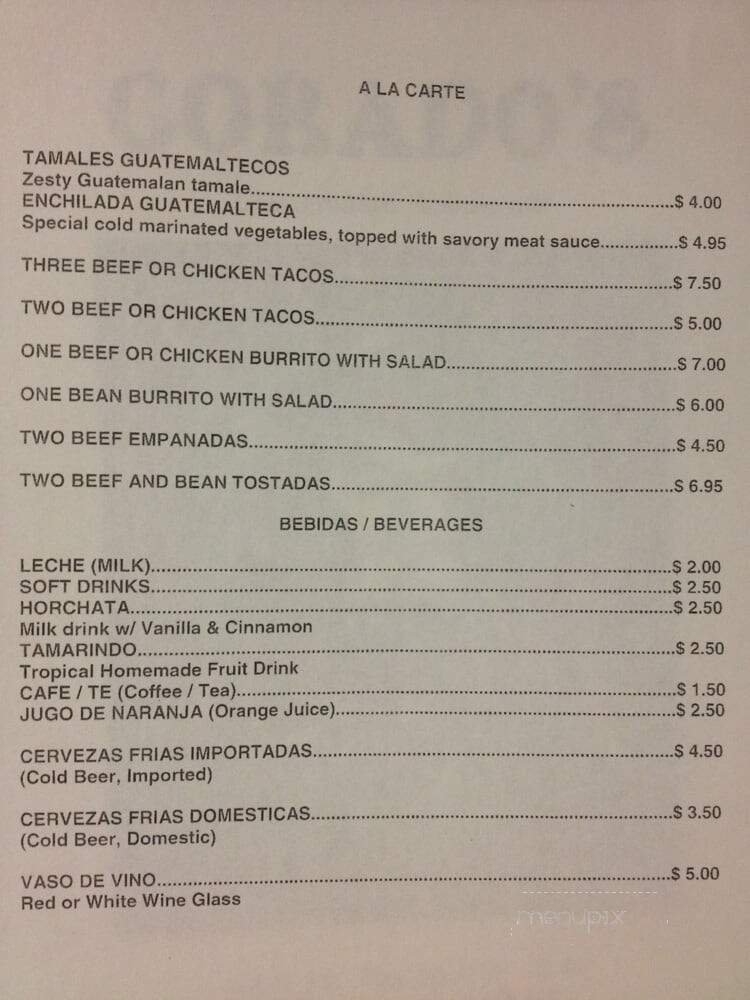 A LA CARTE
TAMALES GUATEMALTECOS
Zesty Guatemalan tamale....................$ 4.00
ENCHILADA GUATEMALTECA
Special cold marinated vegetables, topped with savory meat sauce...............$ 4.95
THREE BEEF OR CHICKEN TACOS....................$ 7.50
TWO BEEF OR CHICKEN TACOS....................$ 5.00
ONE BEEF OR CHICKEN BURRITO WITH SALAD....................$ 7.00
ONE BEAN BURRITO WITH SALAD....................$ 6.00
TWO BEEF EMPANADAS....................$ 4.50
TWO BEEF AND BEAN TOSTADAS....................$ 6.95
BEBIDAS / BEVERAGES
LECHE (MILK)....................$ 2.00
SOFT DRINKS....................$ 2.50
HORCHATA....................$ 2.50
Milk drink w/ Vanilla & Cinnamon
TAMARINDO....................$ 2.50
Tropical Homemade Fruit Drink
CAFE / TE (Coffee / Tea)....................$ 1.50
JUGO DE NARANJA (Orange Juice)....................$ 2.50
CERVEZAS FRIAS IMPORTADAS....................$ 4.50
(Cold Beer, Imported)
CERVEZAS FRIAS DOMESTICAS....................$ 3.50
(Cold Beer, Domestic)
VASO DE VINO....................$ 5.00
Red or White Wine Glass
menupix